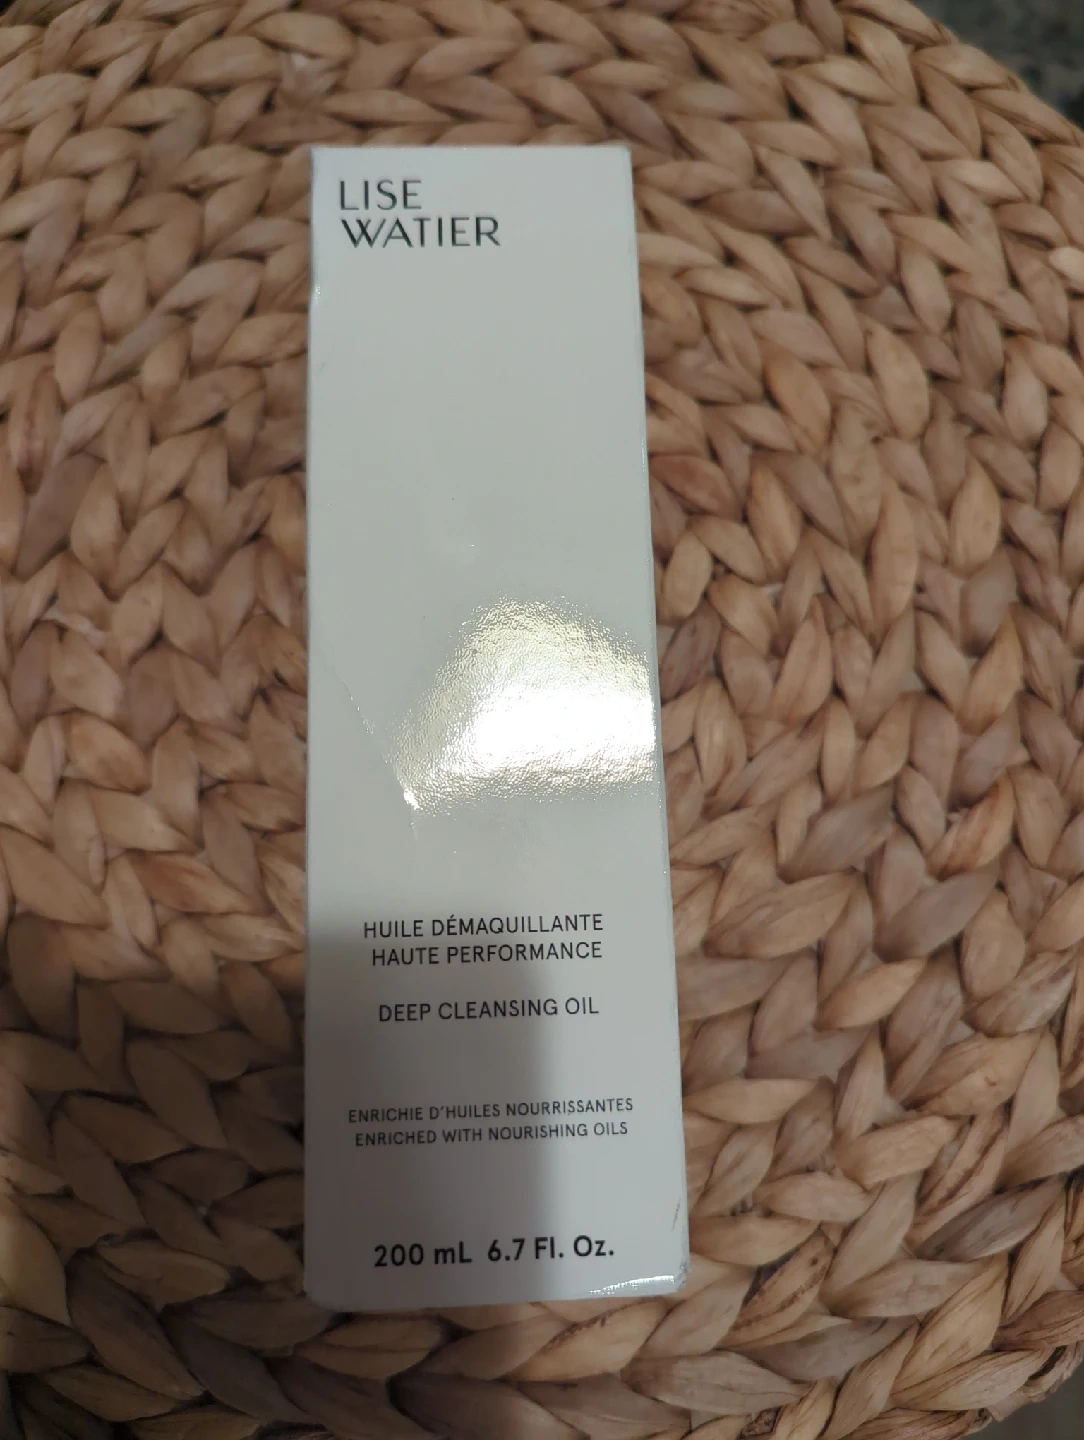 LISE
WATIER
HUILE DÉMAQUILLANTE
HAUTE PERFORMANCE
DEEP CLEANSING OIL
ENRICHIE D'HUILES NOURRISSANTES
ENRICHED WITH NOURISHING OILS
200 mL 6.7 Fl. Oz.